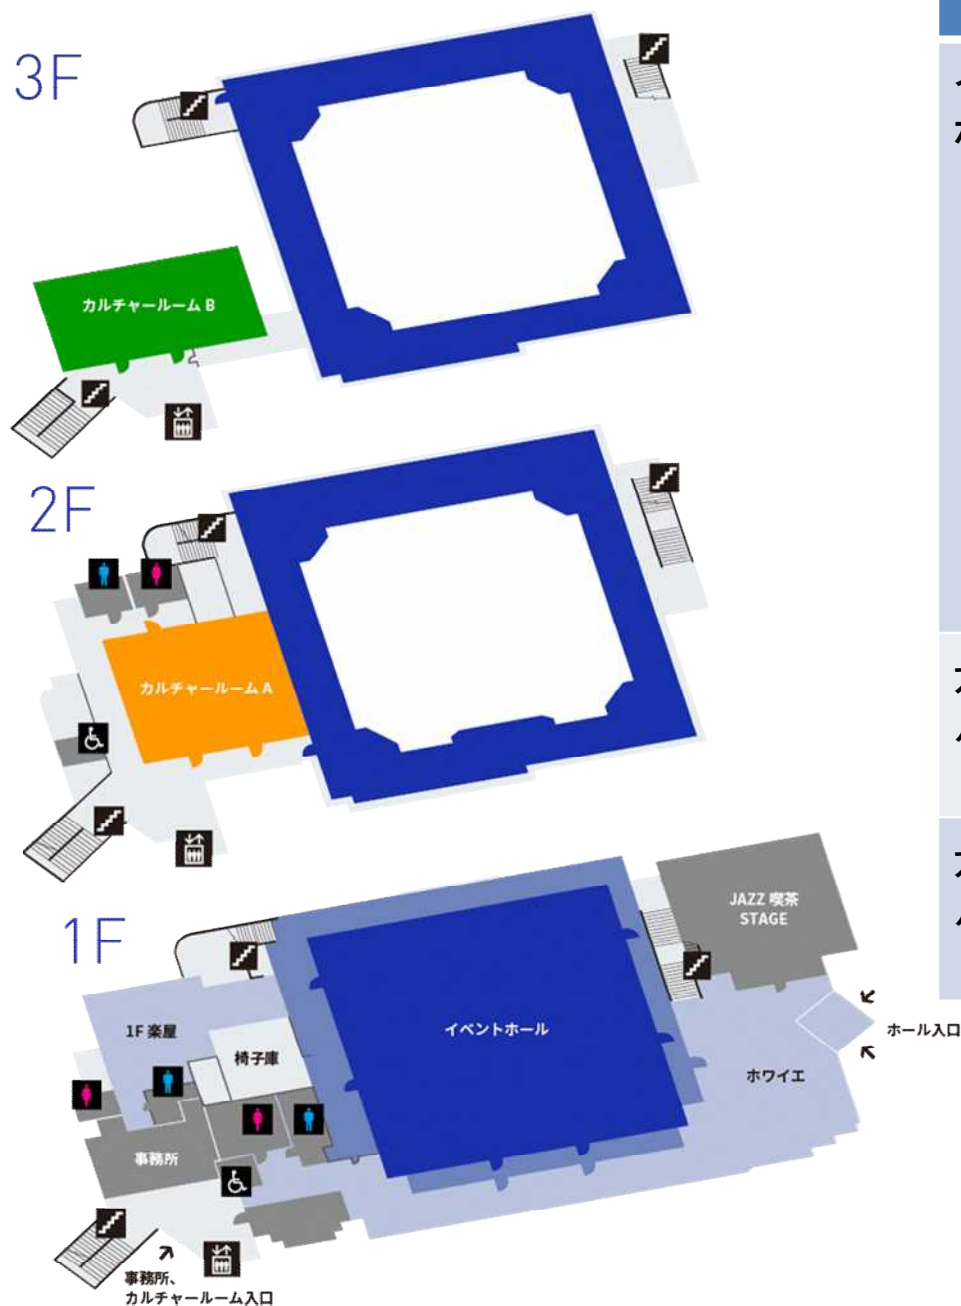 3F
カルチャールーム B
2F
カルチャールーム A
1F
JAZZ 喫茶
STAGE
イベントホール
ホール入口
1F 楽屋
椅子庫
ホワイエ
事務所
事務所、
カルチャールーム入口